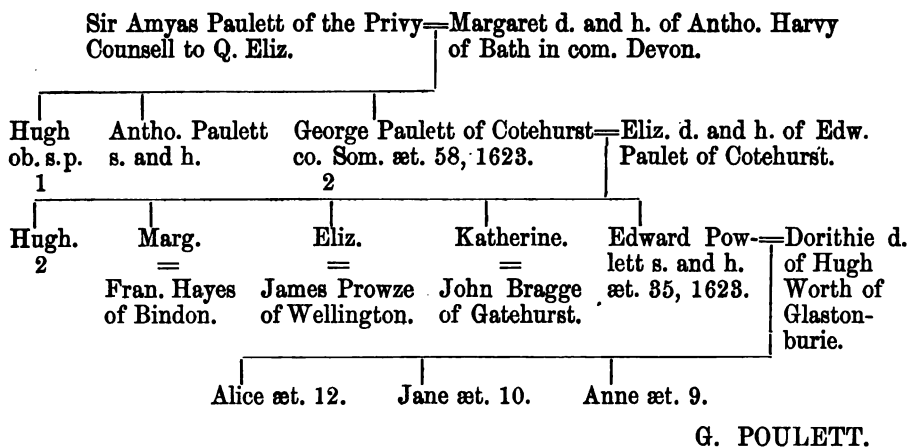 Sir Amyas Paulett of the Privy=Margaret d. and h. of Antho. Harvy
Counsell to Q. Eliz. of Bath in com. Devon.
Hugh Antho. Paulett George Paulett of Cotehurst=Eliz. d. and h. of Edw.
ob. s.p. s. and h. co. Som. æt. 58, 1623. Paulet of Cotehurst.
1 2
Hugh. Marg. Eliz. Katherine. Edward Pow-=Dorithie d.
2 = = = lett s. and h. of Hugh
Fran. Hayes James Prowze John Bragge æt. 35, 1623. Worth of
of Bindon. of Wellington. of Gatehurst. Glaston-
burie.
Alice æt. 12. Jane æt. 10. Anne æt. 9.
G. POULETT.